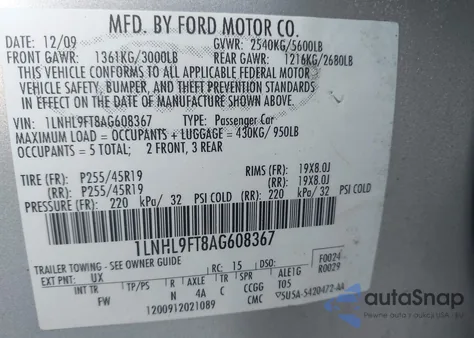 MFD. BY FORD MOTOR CO.
DATE: 12/09 GVWR: 2540KG/5600LB
FRONT GAWR: 1361KG/3000LB REAR GAWR: 1216KG/2680LB
THIS VEHICLE CONFORMS TO ALL APPLICABLE FEDERAL MOTOR
VEHICLE SAFETY, BUMPER, AND THEFT PREVENTION STANDARDS
IN EFFECT ON THE DATE OF MANUFACTURE SHOWN ABOVE.
VIN: 1LNHL9FT8AG608367 TYPE: Passenger Car
MAXIMUM LOAD = OCCUPANTS + LUGGAGE = 430KG/950LB
OCCUPANTS = 5 TOTAL; 2 FRONT, 3 REAR
TIRE (FR): P255/45R19 RIMS (FR): 19X8.0J
(RR): P255/45R19 (RR): 19X8.0J
PRESSURE (FR): 220 kPa/ 32 PSI COLD (RR): 220 kPa/ 32 PSI COLD
1LNHL9FT8AG608367
TRAILER TOWING - SEE OWNER GUIDE F0024
EXT PNT: UX RC: 15 DSO: ALE1G R0029
INT TR TP/PS R AXLE TR T05
FW N 4A C CCGG
1200912021089 CMC ▽5USA-5420472-AA
autoSnap